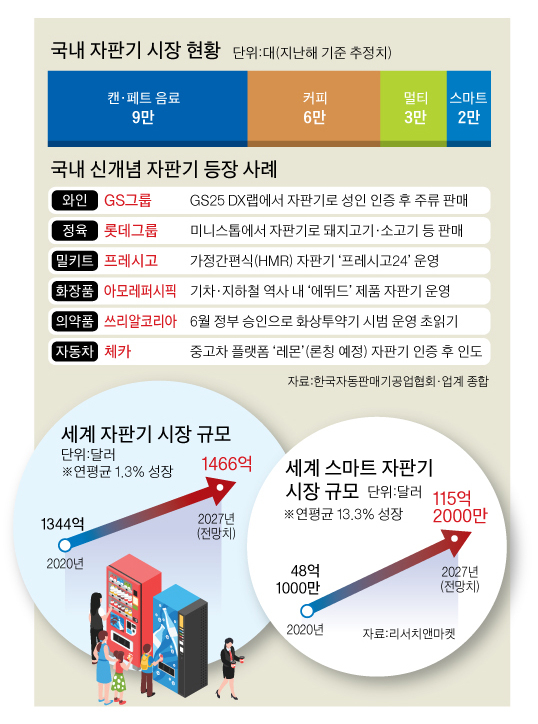 국내 자판기 시장 현황 단위:대(지난해 기준 추정치)
캔·페트 음료 커피 멀티 스마트
9만 6만 3만 2만
국내 신개념 자판기 등장 사례
와인 GS그룹 GS25 DX랩에서 자판기로 성인 인증 후 주류 판매
정육 롯데그룹 미니스톱에서 자판기로 돼지고기·소고기 등 판매
밀키트 프레시고 가정간편식(HMR) 자판기 ‘프레시고24’ 운영
화장품 아모레퍼시픽 기차·지하철 역사 내 ‘에뛰드’ 제품 자판기 운영
의약품 쓰리알코리아 6월 정부 승인으로 화상투약기 시범 운영 초읽기
자동차 체카 중고차 플랫폼 ‘레몬’(론칭 예정) 자판기 인증 후 인도
자료:한국자동판매기공업협회·업계 종합
세계 자판기 시장 규모
단위:달러
※연평균 1.3% 성장
1466억
1344억
2027년
(전망치)
2020년
세계 스마트 자판기
시장 규모 단위:달러
※연평균 13.3% 성장
115억
2000만
48억
1000만
2027년
(전망치)
2020년
자료:리서치앤마켓